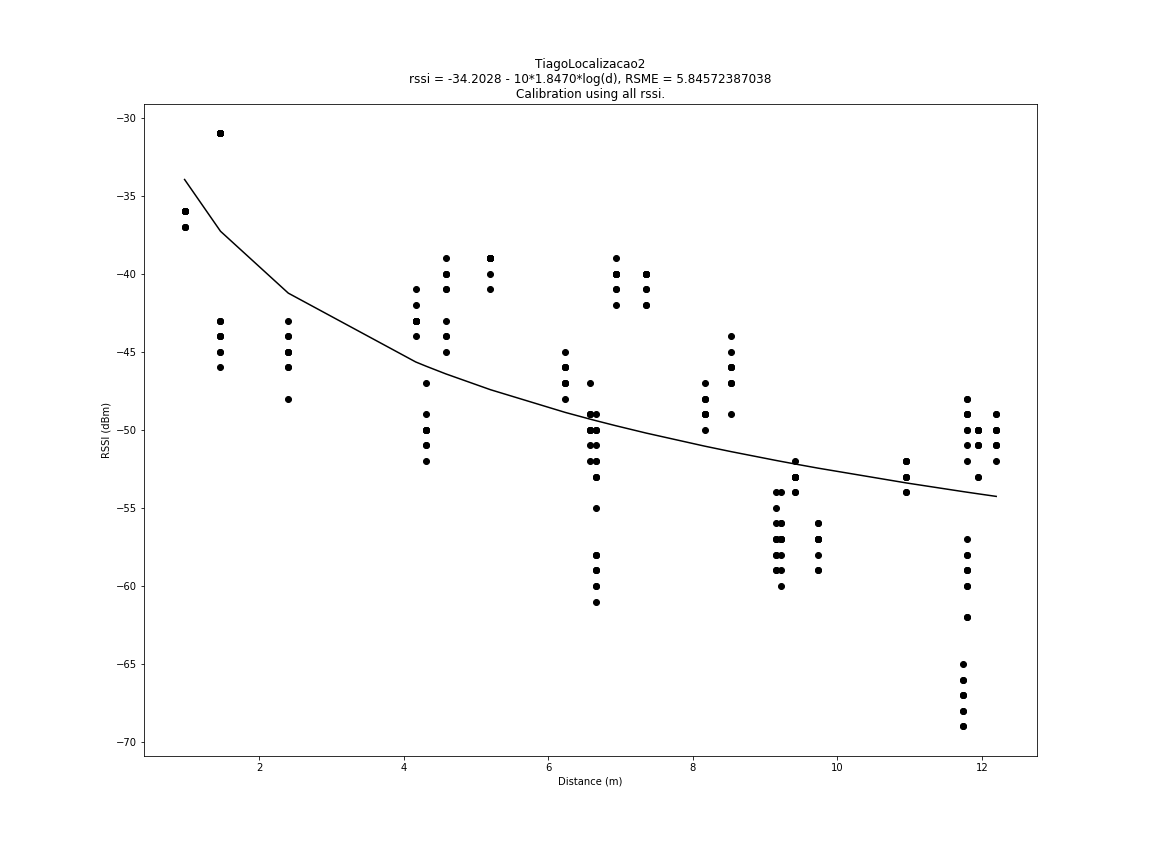 TiagoLocalizacao2
rssi = -34.2028 - 10*1.8470*log(d), RSME = 5.84572387038
Calibration using all rssi.
−30
−35
−40
−45
−50
−55
−60
−65
−70
RSSI (dBm)
2 4 6 8 10 12
Distance (m)